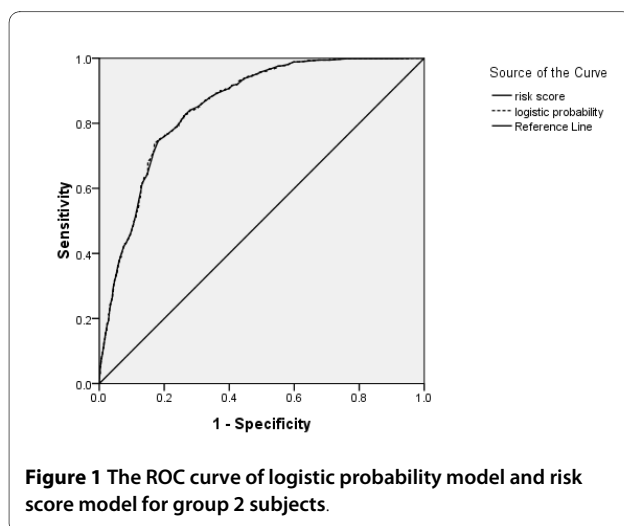 1.0
0.8
0.6
0.4
0.2
0.0
Sensitivity
0.0 0.2 0.4 0.6 0.8 1.0
1 - Specificity
Source of the Curve
risk score
logistic probability
Reference Line
Figure 1 The ROC curve of logistic probability model and risk
score model for group 2 subjects.